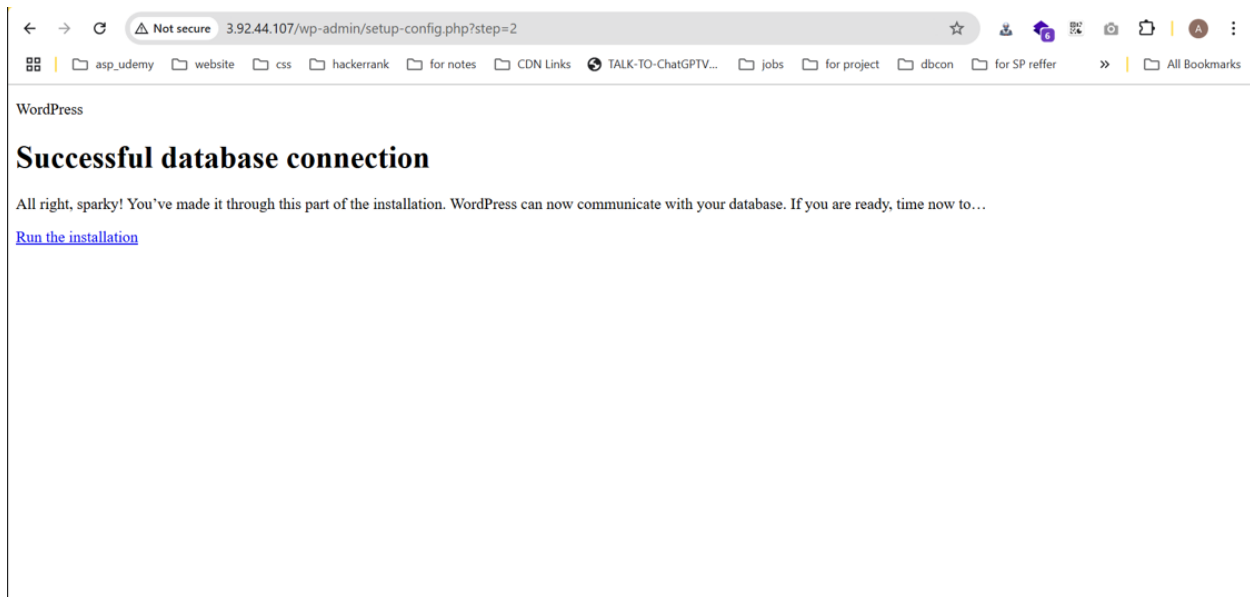 Not secure 3.92.44.107/wp-admin/setup-config.php?step=2
6
A
asp_udemy website css hackerrank for notes CDN Links TALK-TO-ChatGPTV... jobs for project dbcon for SP reffer » All Bookmarks
WordPress
Successful database connection
All right, sparky! You’ve made it through this part of the installation. WordPress can now communicate with your database. If you are ready, time now to…
Run the installation